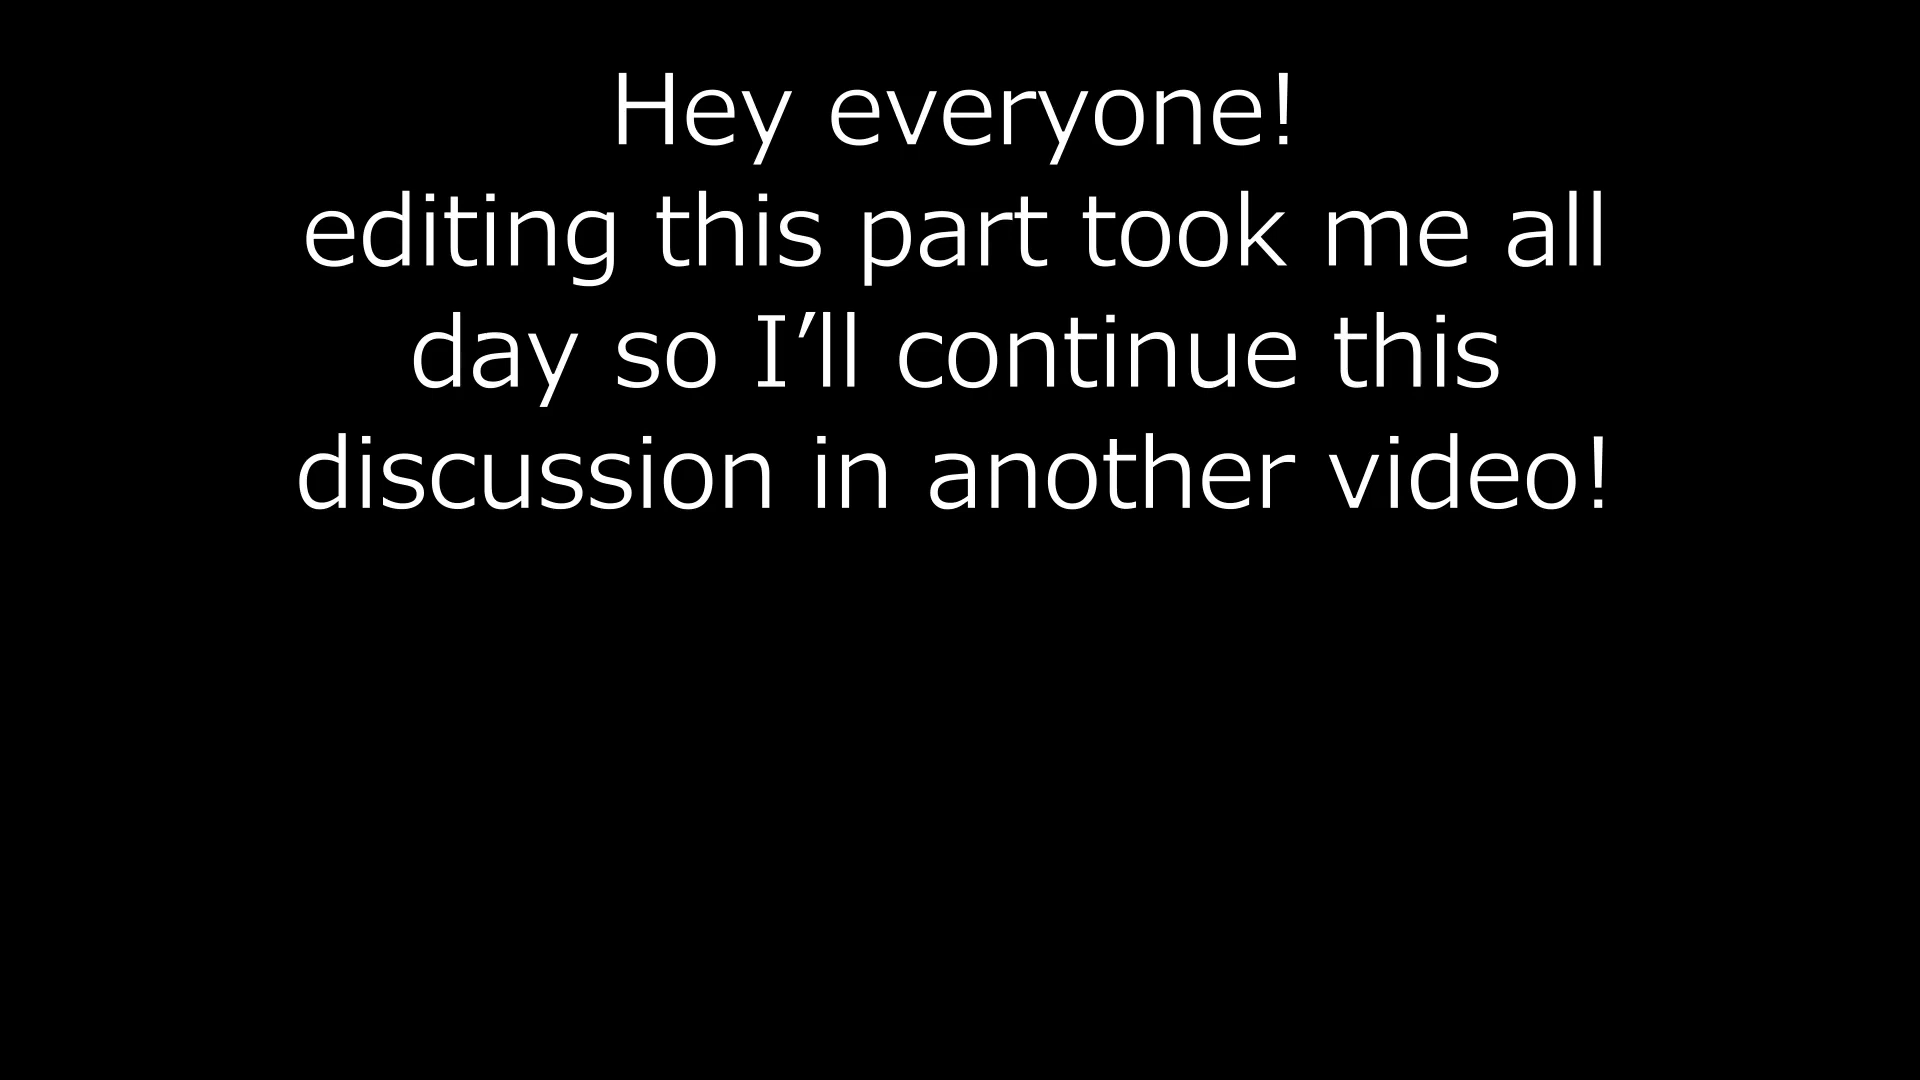 Hey everyone!
editing this part took me all
day so I’ll continue this
discussion in another video!